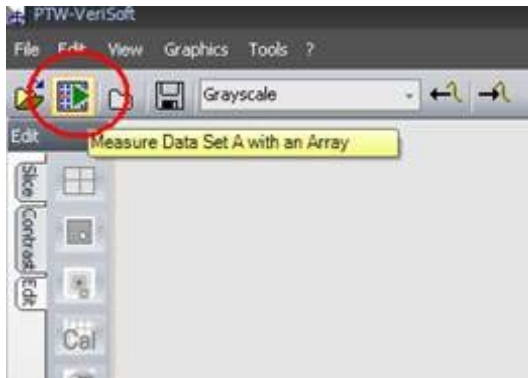 PTW-VeriSoft
File Edit View Graphics Tools ?
Grayscale
Edit
Measure Data Set A with an Array
Slice
Contrast
Edit
Cal